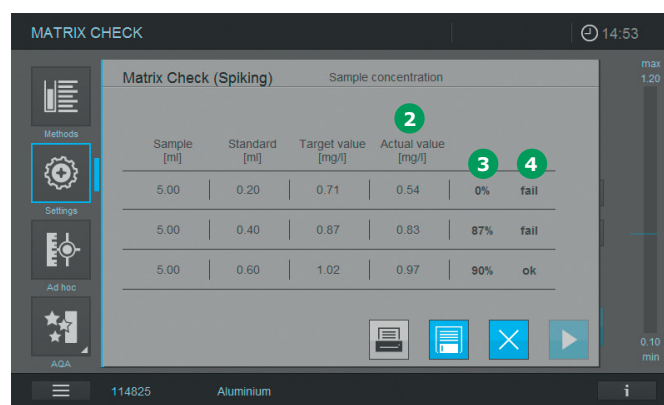 MATRIX CHECK
14:53
max
1.20
Matrix Check (Spiking) Sample concentration
2
Methods
Sample Standard Target value Actual value
[ml] [ml] [mg/l] [mg/l]
3 4
5.00 0.20 0.71 0.54 0% fail
Settings
5.00 0.40 0.87 0.83 87% fail
5.00 0.60 1.02 0.97 90% ok
Ad hoc
0.10
min
AQA
114825 Aluminium
i